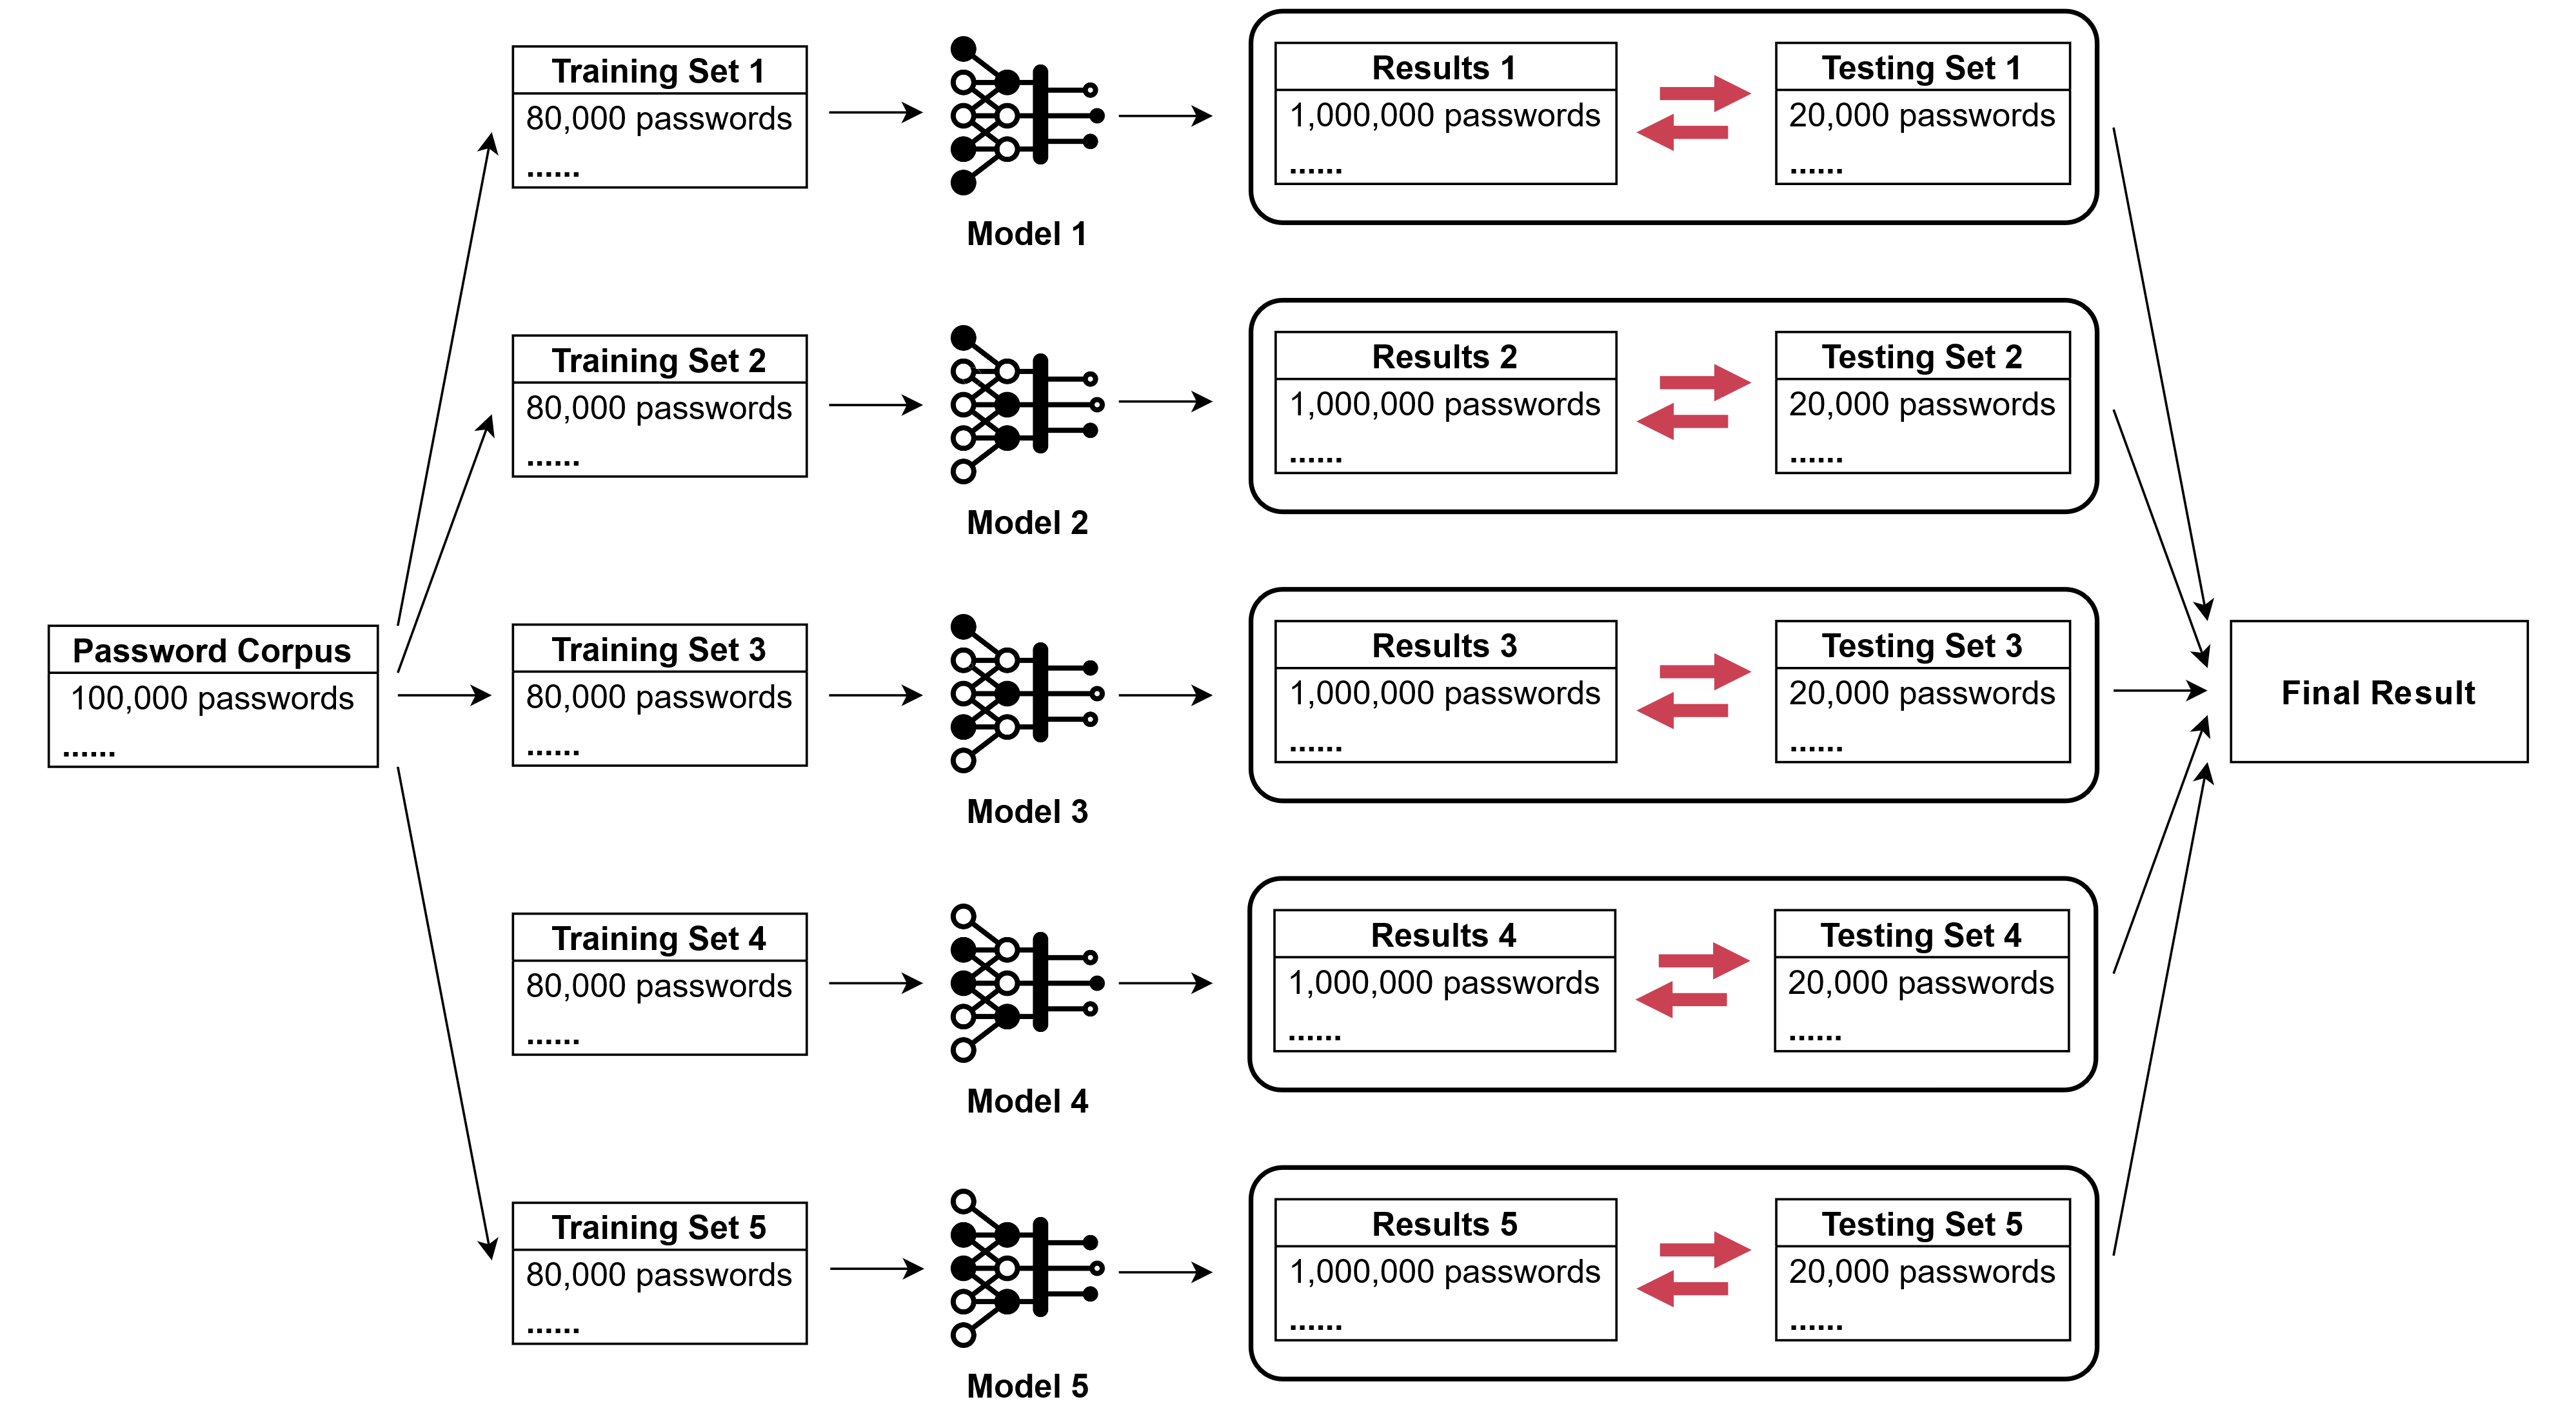 Training Set 1
80,000 passwords
......
Model 1
Results 1
1,000,000 passwords
......
Testing Set 1
20,000 passwords
......
Training Set 2
80,000 passwords
......
Model 2
Results 2
1,000,000 passwords
......
Testing Set 2
20,000 passwords
......
Password Corpus
100,000 passwords
......
Training Set 3
80,000 passwords
......
Model 3
Results 3
1,000,000 passwords
......
Testing Set 3
20,000 passwords
......
Final Result
Training Set 4
80,000 passwords
......
Model 4
Results 4
1,000,000 passwords
......
Testing Set 4
20,000 passwords
......
Training Set 5
80,000 passwords
......
Model 5
Results 5
1,000,000 passwords
......
Testing Set 5
20,000 passwords
......